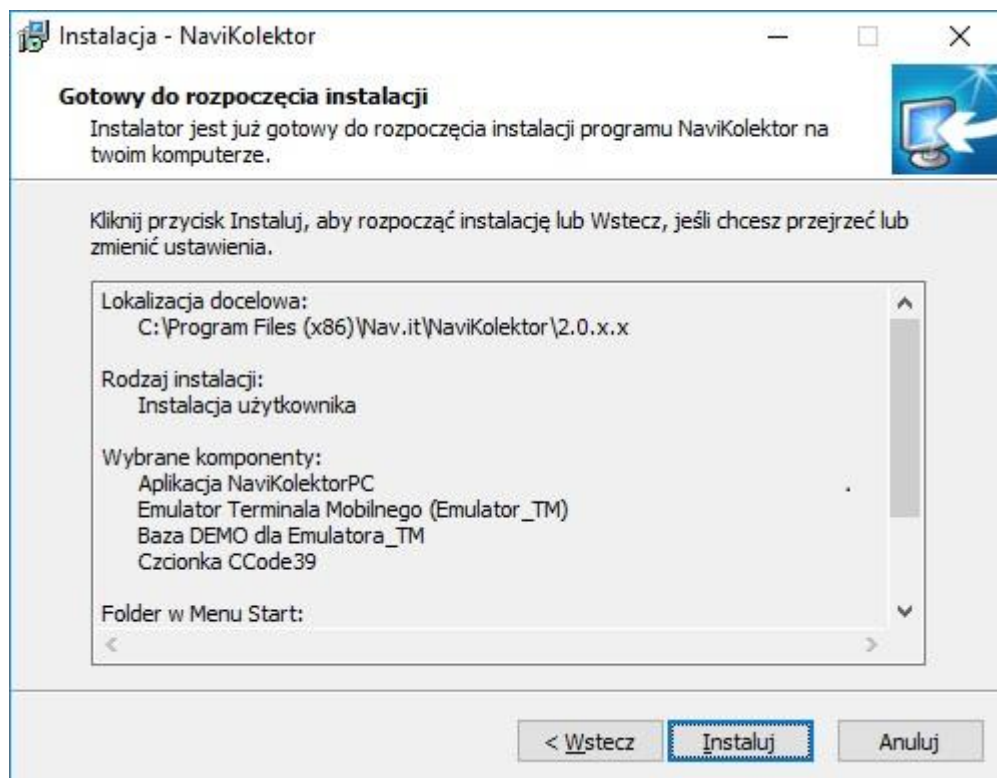 Instalacja - NaviKolektor
Gotowy do rozpoczęcia instalacji
Instalator jest już gotowy do rozpoczęcia instalacji programu NaviKolektor na
twoim komputerze.
Kliknij przycisk Instaluj, aby rozpocząć instalację lub Wstecz, jeśli chcesz przejrzeć lub
zmienić ustawienia.
Lokalizacja docelowa:
C:\Program Files (x86)\Nav.it\NaviKolektor\2.0.x.x
Rodzaj instalacji:
Instalacja użytkownika
Wybrane komponenty:
Aplikacja NaviKolektorPC
Emulator Terminala Mobilnego (Emulator_TM)
Baza DEMO dla Emulatora_TM
Czcionka CCode39
Folder w Menu Start:
< Wstecz
Instaluj
Anuluj